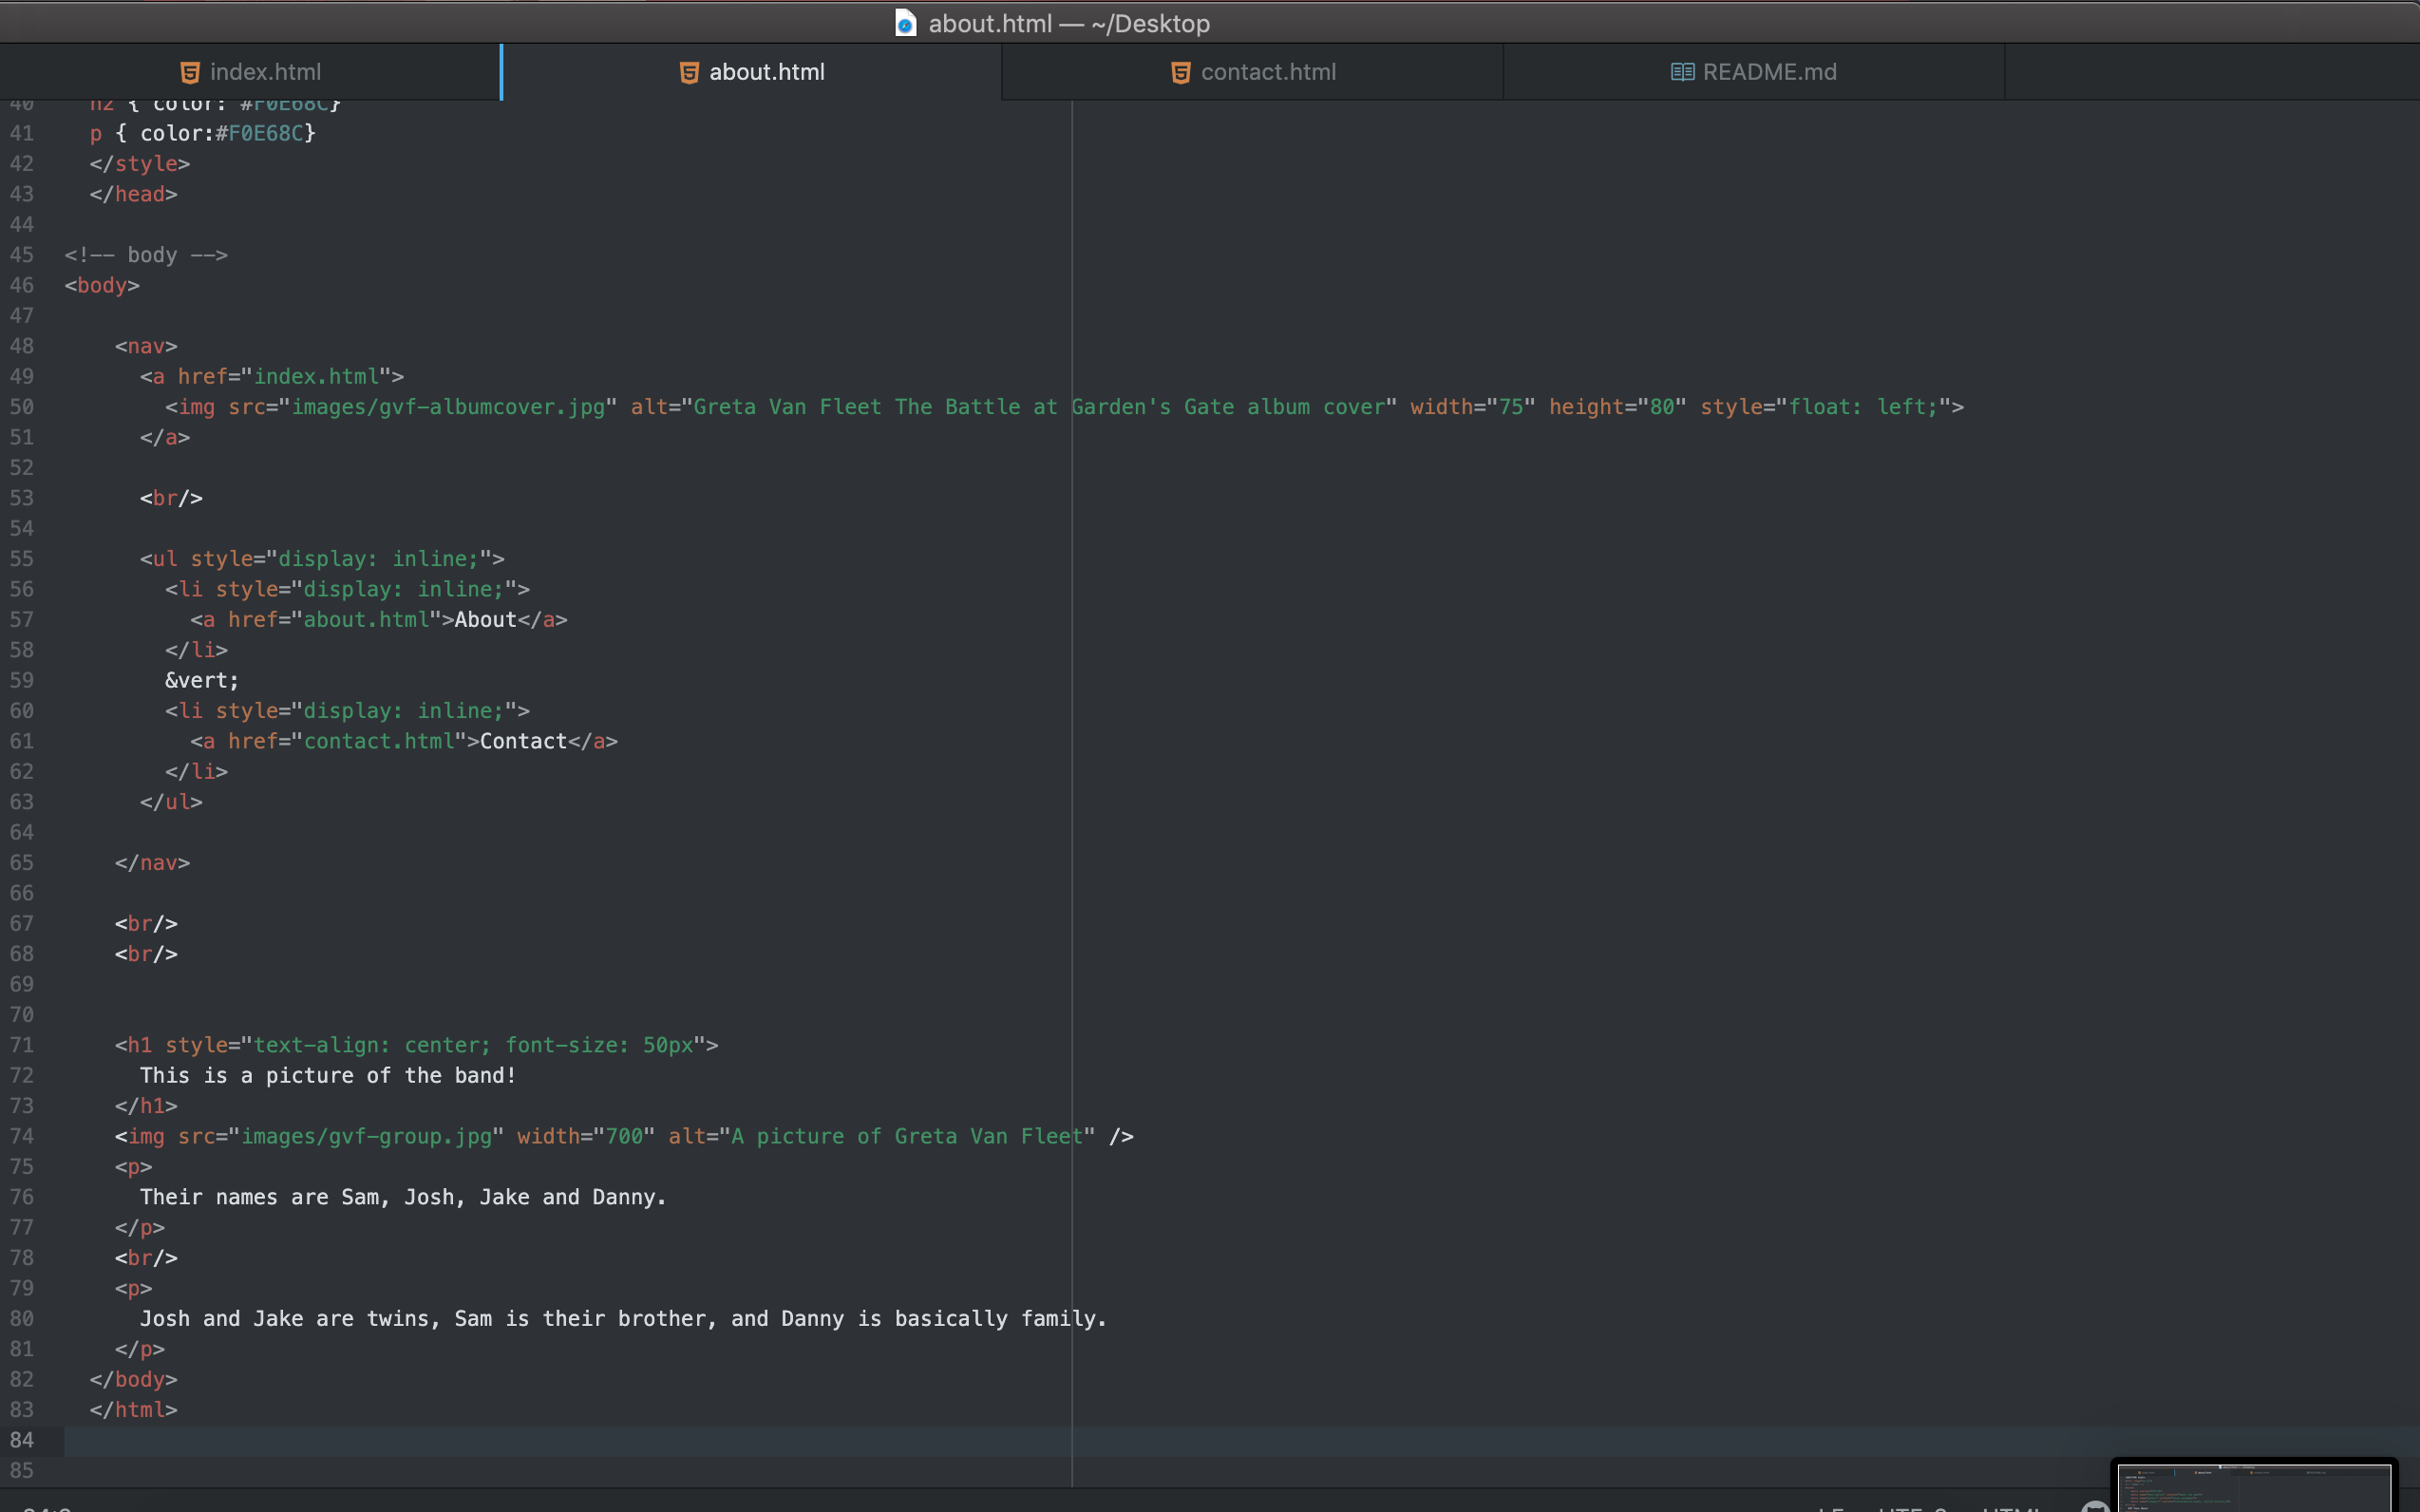 about.html — ~/Desktop
index.html
about.html
contact.html
README.md
40 h2 { color: #F0E68C}
41 p { color:#F0E68C}
42 </style>
43 </head>
44
45 <!-- body -->
46 <body>
47
48 <nav>
49 <a href="index.html">
50 <img src="images/gvf-albumcover.jpg" alt="Greta Van Fleet The Battle at Garden's Gate album cover" width="75" height="80" style="float: left;">
51 </a>
52
53 <br/>
54
55 <ul style="display: inline;">
56 <li style="display: inline;">
57 <a href="about.html">About</a>
58 </li>
59 &vert;
60 <li style="display: inline;">
61 <a href="contact.html">Contact</a>
62 </li>
63 </ul>
64
65 </nav>
66
67 <br/>
68 <br/>
69
70
71 <h1 style="text-align: center; font-size: 50px">
72 This is a picture of the band!
73 </h1>
74 <img src="images/gvf-group.jpg" width="700" alt="A picture of Greta Van Fleet" />
75 <p>
76 Their names are Sam, Josh, Jake and Danny.
77 </p>
78 <br/>
79 <p>
80 Josh and Jake are twins, Sam is their brother, and Danny is basically family.
81 </p>
82 </body>
83 </html>
84
85